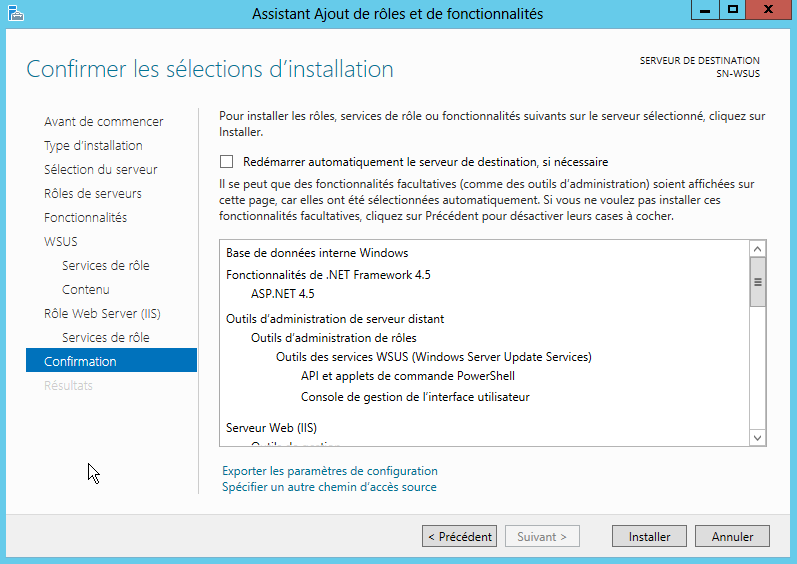 Assistant Ajout de rôles et de fonctionnalités
Confirmer les sélections d'installation
SERVEUR DE DESTINATION
SN-WSUS
Avant de commencer
Type d'installation
Sélection du serveur
Rôles de serveurs
Fonctionnalités
WSUS
Services de rôle
Contenu
Rôle Web Server (IIS)
Services de rôle
Confirmation
Résultats
Pour installer les rôles, services de rôle ou fonctionnalités suivants sur le serveur sélectionné, cliquez sur
Installer.
Redémarrer automatiquement le serveur de destination, si nécessaire
Il se peut que des fonctionnalités facultatives (comme des outils d'administration) soient affichées sur
cette page, car elles ont été sélectionnées automatiquement. Si vous ne voulez pas installer ces
fonctionnalités facultatives, cliquez sur Précédent pour désactiver leurs cases à cocher.
Base de données interne Windows
Fonctionnalités de .NET Framework 4.5
ASP.NET 4.5
Outils d'administration de serveur distant
Outils d'administration de rôles
Outils des services WSUS (Windows Server Update Services)
API et applets de commande PowerShell
Console de gestion de l'interface utilisateur
Serveur Web (IIS)
Exporter les paramètres de configuration
Spécifier un autre chemin d'accès source
< Précédent
Suivant >
Installer
Annuler